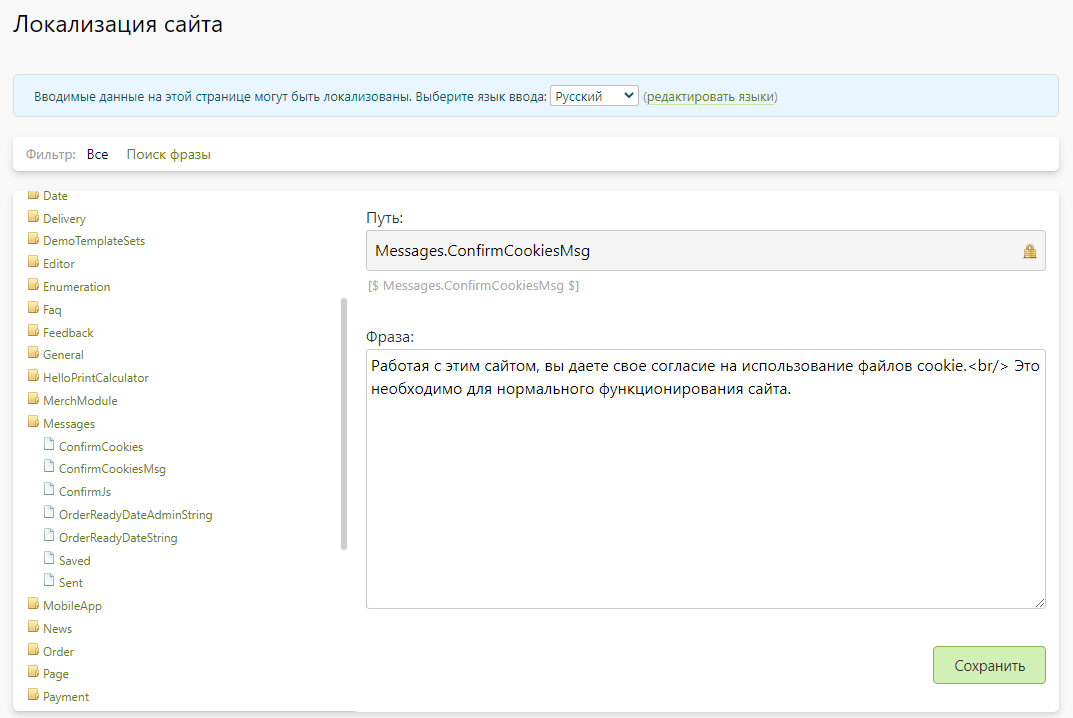 Локализация сайта
Вводимые данные на этой странице могут быть локализованы. Выберите язык ввода: Русский (редактировать языки)
Фильтр: Все Поиск фразы
Date
Delivery
DemoTemplateSets
Editor
Enumeration
Faq
Feedback
General
HelloPrintCalculator
MerchModule
Messages
ConfirmCookies
ConfirmCookiesMsg
ConfirmJs
OrderReadyDateAdminString
OrderReadyDateString
Saved
Sent
MobileApp
News
Order
Page
Payment
Путь:
Messages.ConfirmCookiesMsg
[$ Messages.ConfirmCookiesMsg $]
Фраза:
Работая с этим сайтом, вы даете свое согласие на использование файлов cookie.<br/> Это
необходимо для нормального функционирования сайта.
Сохранить